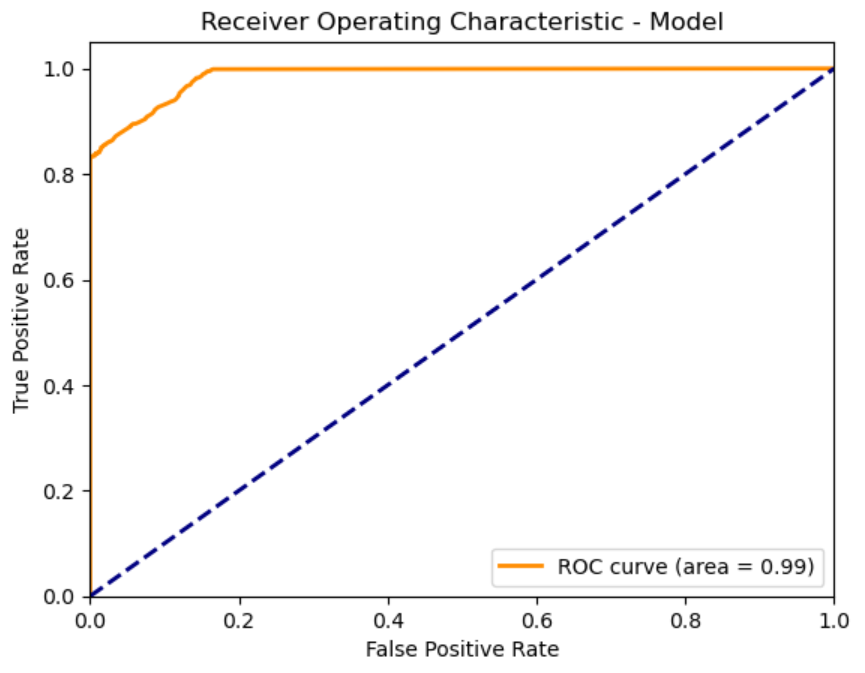 Receiver Operating Characteristic - Model
True Positive Rate
1.0
0.8
0.6
0.4
0.2
0.0
ROC curve (area = 0.99)
0.0 0.2 0.4 0.6 0.8 1.0
False Positive Rate